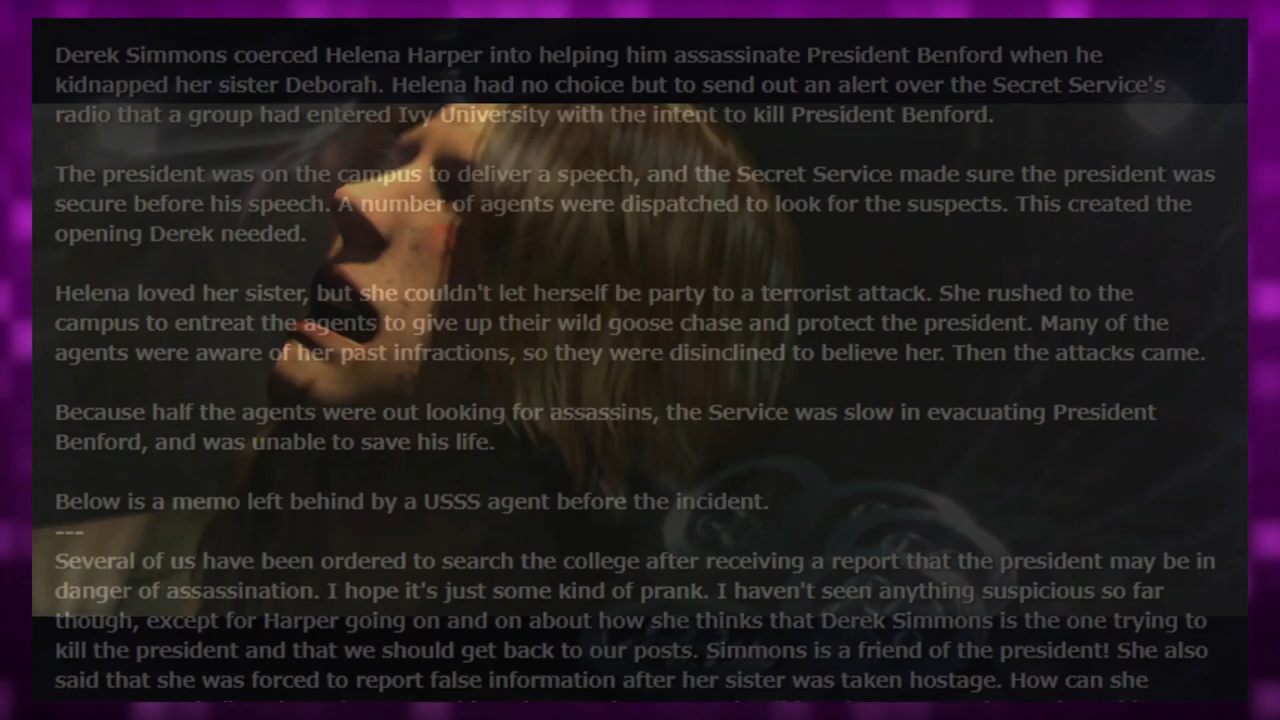 Derek Simmons coerced Helena Harper into helping him assassinate President Benford when he
kidnapped her sister Deborah. Helena had no choice but to send out an alert over the Secret Service's
radio that a group had entered Ivy University with the intent to kill President Benford.
The president was on the campus to deliver a speech, and the Secret Service made sure the president was
secure before his speech. A number of agents were dispatched to look for the suspects. This created the
opening Derek needed.
Helena loved her sister, but she couldn't let herself be party to a terrorist attack. She rushed to the
campus to entreat the agents to give up their wild goose chase and protect the president. Many of the
agents were aware of her past infractions, so they were disinclined to believe her. Then the attacks came.
Because half the agents were out looking for assassins, the Service was slow in evacuating President
Benford, and was unable to save his life.
Below is a memo left behind by a USSS agent before the incident.
---
Several of us have been ordered to search the college after receiving a report that the president may be in
danger of assassination. I hope it's just some kind of prank. I haven't seen anything suspicious so far
though, except for Harper going on and on about how she thinks that Derek Simmons is the one trying to
kill the president and that we should get back to our posts. Simmons is a friend of the president! She also
said that she was forced to report false information after her sister was taken hostage. How can she